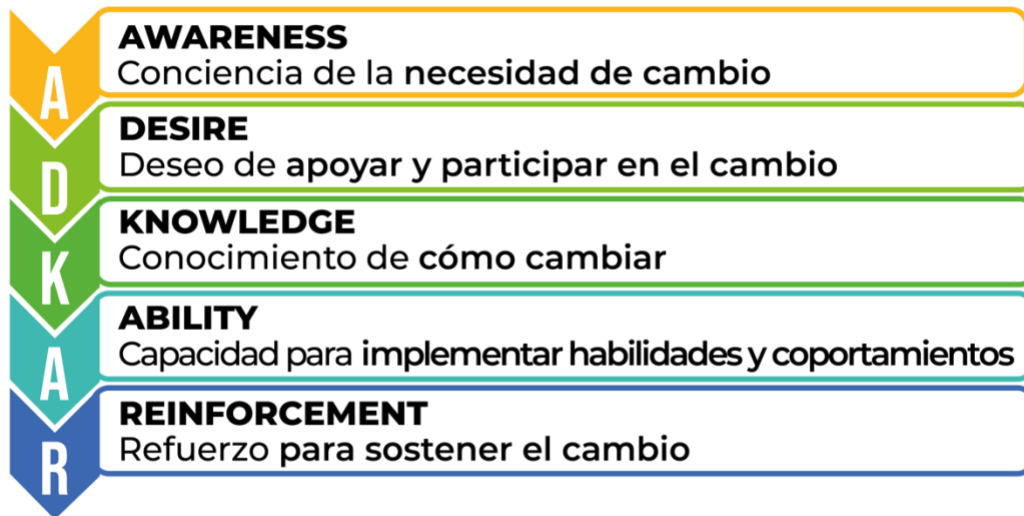 A
AWARENESS
Conciencia de la necesidad de cambio
D
DESIRE
Deseo de apoyar y participar en el cambio
K
KNOWLEDGE
Conocimiento de cómo cambiar
A
ABILITY
Capacidad para implementar habilidades y coportamientos
R
REINFORCEMENT
Refuerzo para sostener el cambio